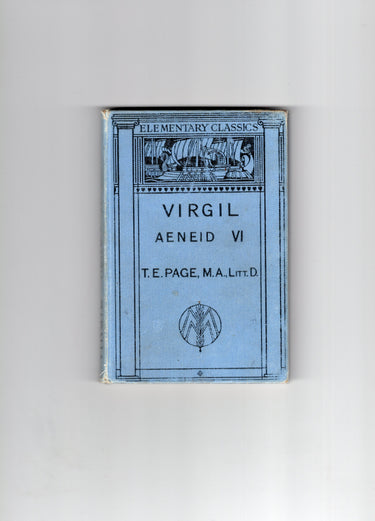 ELEMENTARY CLASSICS
VIRGIL
AENEID VI
T. E. PAGE, M.A., LITT. D.